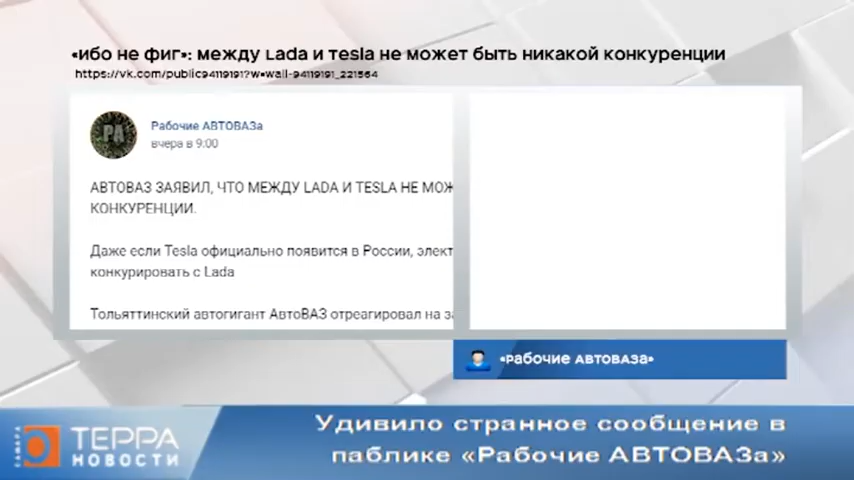 «ибо не фиг»: между Lada и Tesla не может быть никакой конкуренции
https://vk.com/public94119191?w=wall-94119191_221564
Рабочие АВТОВАЗа
вчера в 9:00
РА
АВТОВАЗ ЗАЯВИЛ, ЧТО МЕЖДУ LADA И TESLA НЕ МОЖ
КОНКУРЕНЦИИ.
Даже если Tesla официально появится в России, элект
конкурировать с Lada
Тольяттинский автогигант АвтоВАЗ отреагировал на за
«Рабочие АВТОВАЗа»
САМАРА
ТЕРРА
НОВОСТИ
Удивило странное сообщение в
паблике «Рабочие АВТОВАЗа»